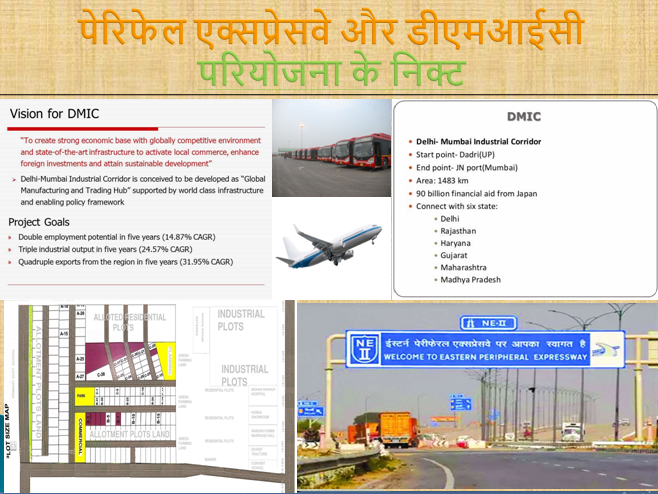 पेरिफेल एक्सप्रेसवे और डीएमआईसी
परियोजना के निक्ट
Vision for DMIC
"To create strong economic base with globally competitive environment
and state-of-the-art infrastructure to activate local commerce, enhance
foreign investments and attain sustainable development"
Delhi-Mumbai Industrial Corridor is conceived to be developed as "Global
Manufacturing and Trading Hub" supported by world class infrastructure
and enabling policy framework
Project Goals
Double employment potential in five years (14.87% CAGR)
Triple industrial output in five years (24.57% CAGR)
Quadruple exports from the region in five years (31.95% CAGR)
DMIC
Delhi- Mumbai Industrial Corridor
Start point- Dadri(UP)
End point- JN port(Mumbai)
Area: 1483 km
90 billion financial aid from Japan
Connect with six state:
Delhi
Rajasthan
Haryana
Gujarat
Maharashtra
Madhya Pradesh
ALLOTED RESIDENTIAL
PLOTS
INDUSTRIAL
PLOTS
INDUSTRIAL
PLOTS
ALLOTMENT PLOTS LAND
A-25
A-27
C-28
PARK
COMMERCIAL
ALLOTMENT PLOTS LAND
PLOT SIZE MAP
NE-II
NE
II
ईस्टर्न पेरीफेरल एक्सप्रेसवे पर आपका स्वागत है
WELCOME TO EASTERN PERIPHERAL EXPRESSWAY